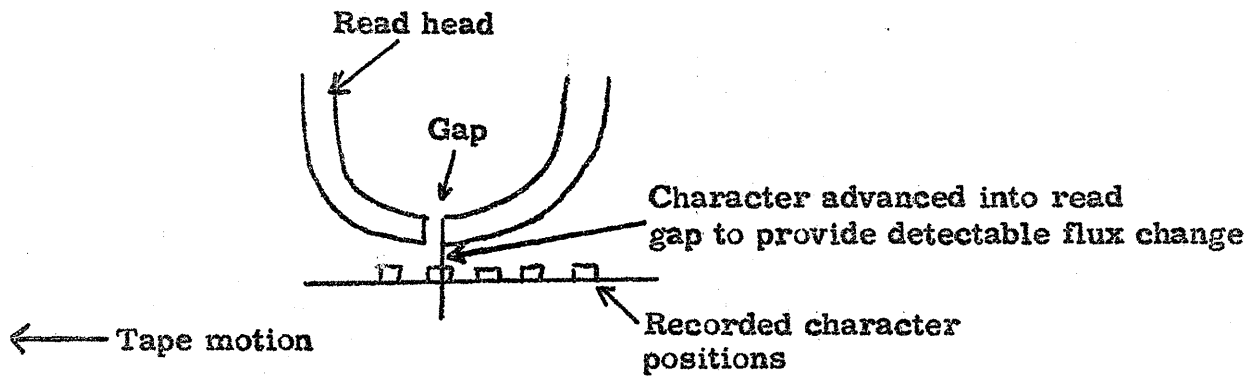 Read head
Gap
Character advanced into read
gap to provide detectable flux change
Tape motion
Recorded character
positions